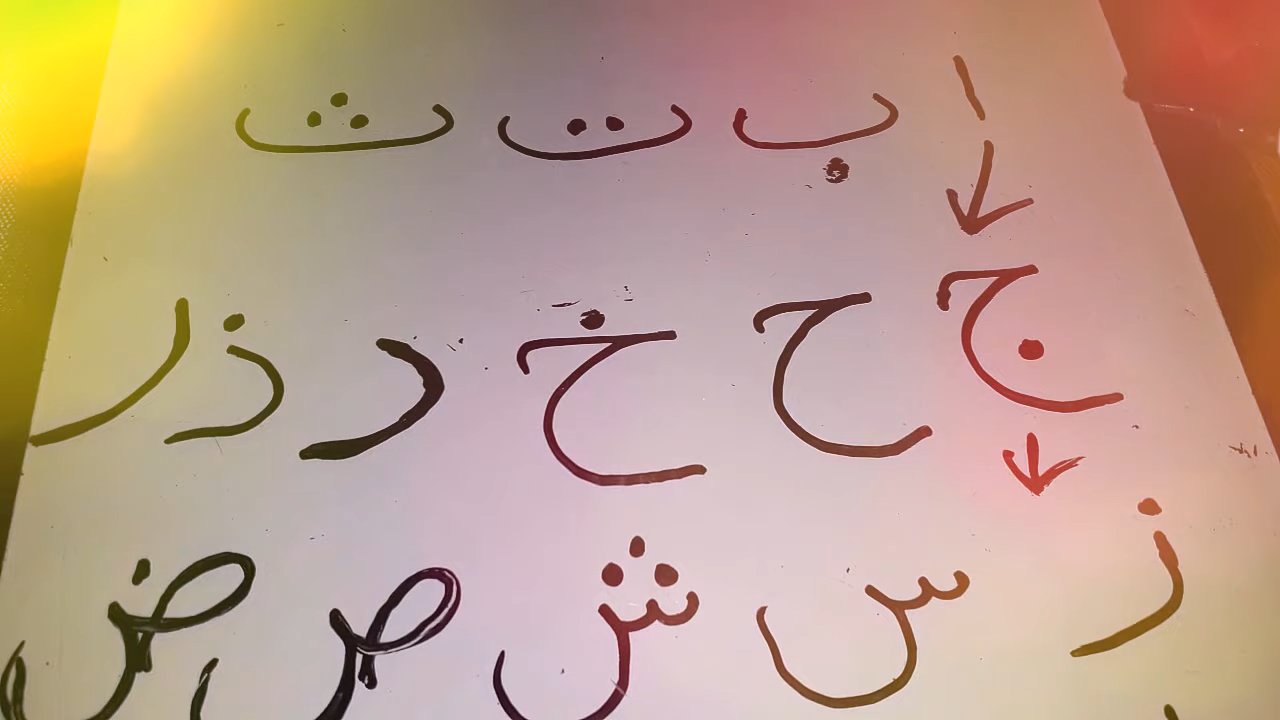 ا ب ت ث
ج ح خ د ذ ر
ز س ش ص ض